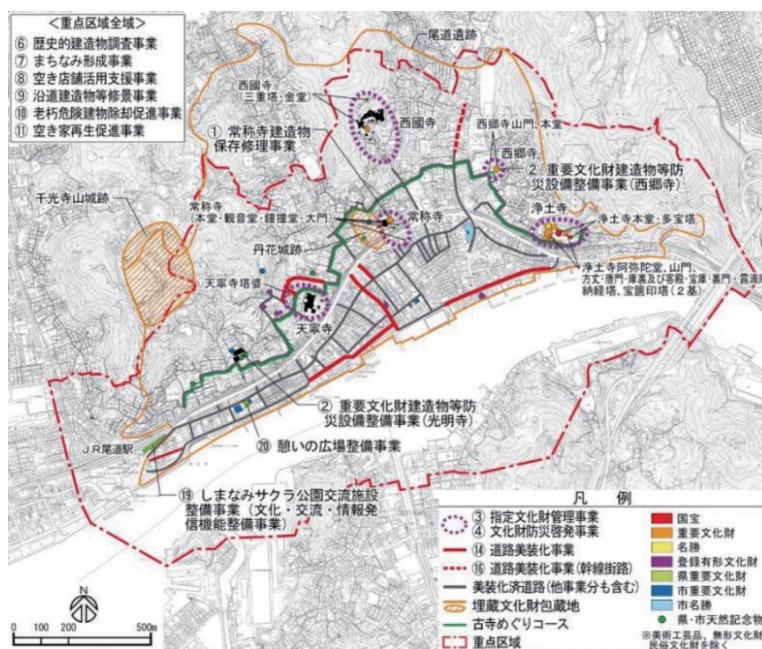 <重点区域全域>
⑥ 歴史的建造物調査事業
⑦ まちなみ形成事業
⑧ 空き店舗活用支援事業
⑨ 沿道建造物等修景事業
⑩ 老朽危険建物除却促進事業
⑪ 空き家再生促進事業
尾道遺跡
西國寺
(三重塔・金堂)
西國寺
① 常称寺建造物
保存修理事業
西郷寺山門、本堂
西郷寺
② 重要文化財建造物等防
災設備整備事業(西郷寺)
千光寺山城跡
常称寺
(本堂・観音堂・鐘撞堂・大門)
常称寺
浄土寺
浄土寺本堂・多宝塔
丹花城跡
浄土寺阿弥陀堂、山門、
方丈・唐門・庫裏及び客殿・宝庫・裏門・露滴庵
納経塔、宝篋印塔(2基)
天寧寺塔婆
天寧寺
② 重要文化財建造物等防
災設備整備事業(光明寺)
JR尾道駅
⑳ 憩いの広場整備事業
⑲ しまなみサクラ公園交流施設
整備事業(文化・交流・情報発
信機能整備事業)
N
0 100 200 500m
凡例
③ 指定文化財管理事業
④ 文化財防災啓発事業
⑭ 道路美装化事業
⑯ 道路美装化事業(幹線街路)
美装化済道路(他事業分も含む)
埋蔵文化財包蔵地
古寺めぐりコース
重点区域
国宝
重要文化財
名勝
登録有形文化財
県重要文化財
市重要文化財
市名勝
県・市天然記念物
※美術工芸品、無形文化財
民俗文化財を除く